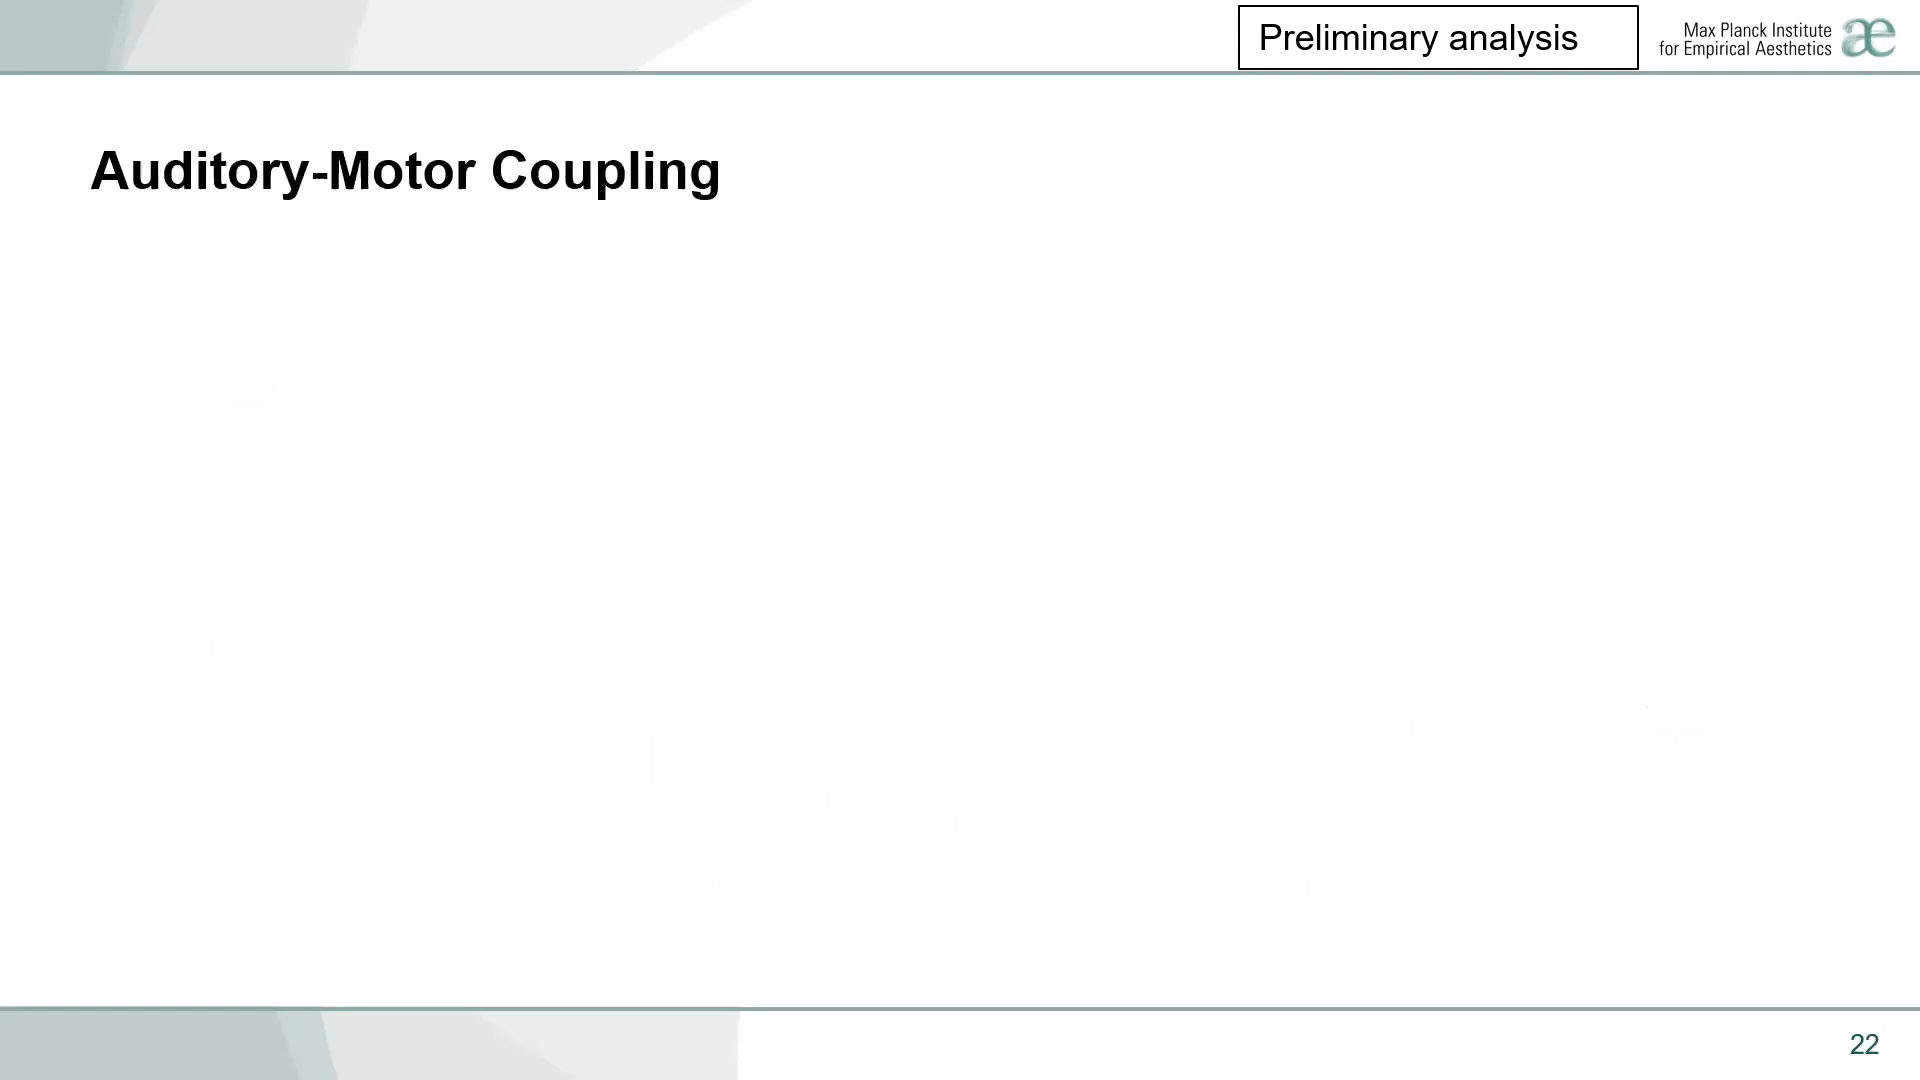 Preliminary analysis
Max Planck Institute
for Empirical Aesthetics
æ
Auditory-Motor Coupling
22